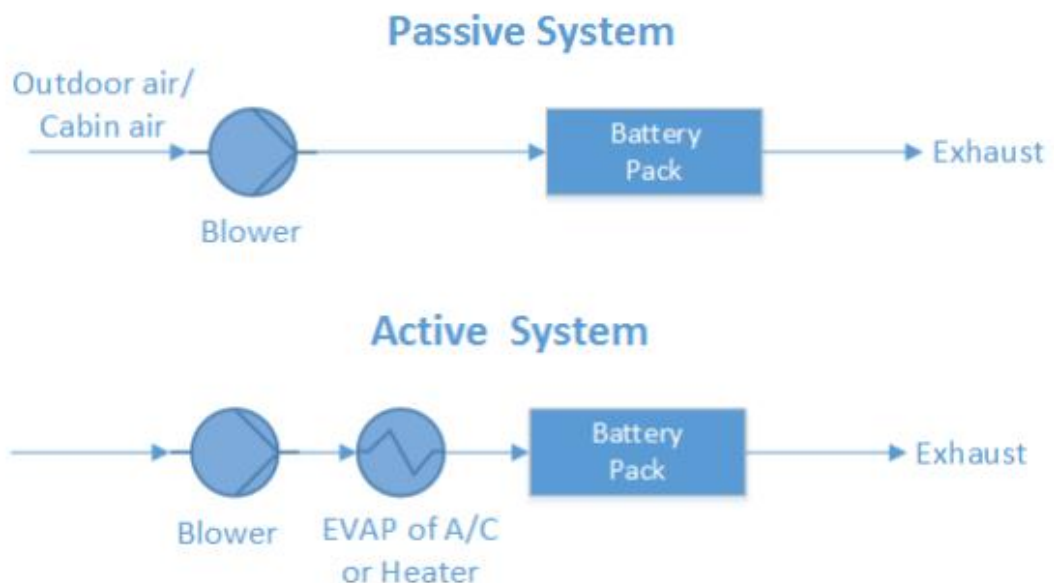 Passive System
Outdoor air/
Cabin air
Blower
Battery
Pack
Exhaust
Active System
Blower
EVAP of A/C
or Heater
Battery
Pack
Exhaust